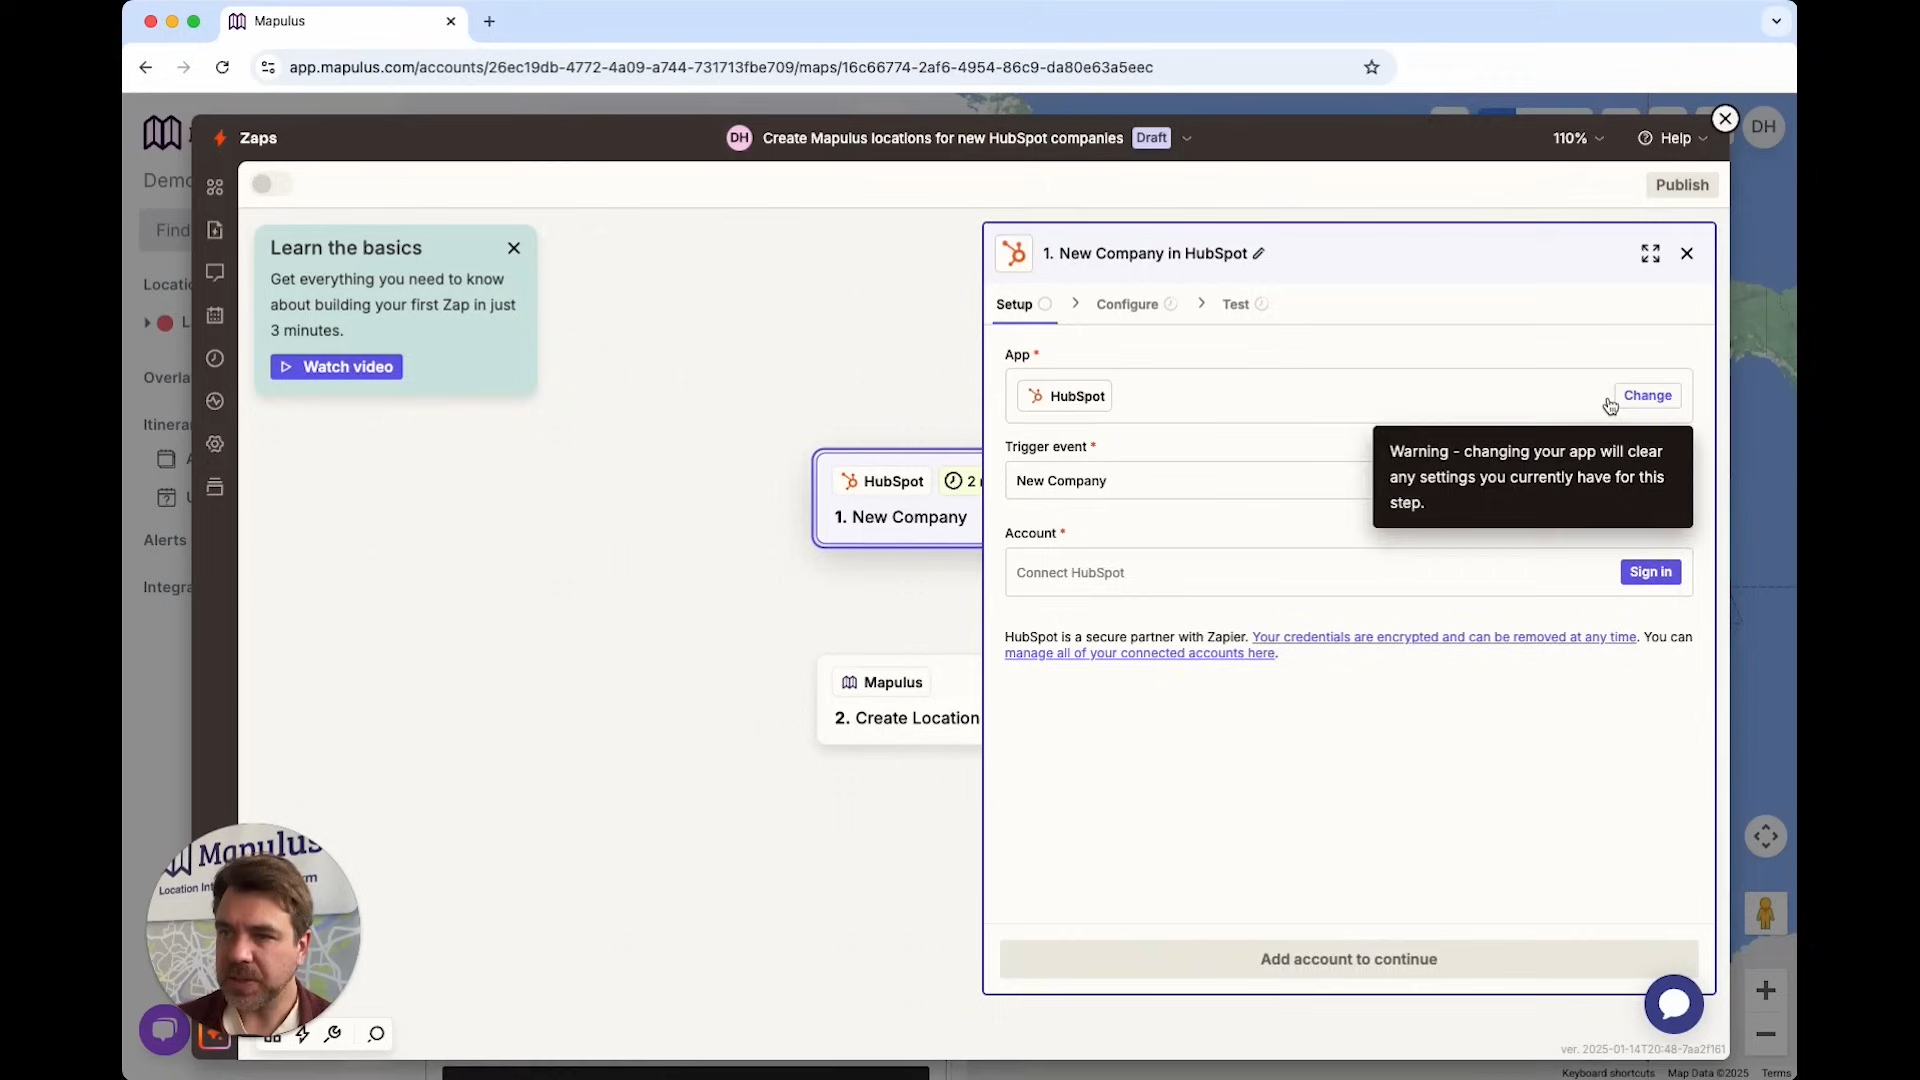 Mapulus
app.mapulus.com/accounts/26ec19db-4772-4a09-a744-731713fbe709/maps/16c66774-2af6-4954-86c9-da80e63a5eec
Zaps
DH
Create Mapulus locations for new HubSpot companies
Draft
110%
Help
DH
Demo
Publish
Find
Learn the basics
Get everything you need to know
about building your first Zap in just
3 minutes.
Watch video
Locatio
L
Overla
Itinera
A
U
Alerts
Integra
HubSpot
2
1. New Company
Mapulus
2. Create Location
1. New Company in HubSpot
Setup
Configure
Test
App *
HubSpot
Change
Trigger event *
New Company
Warning - changing your app will clear
any settings you currently have for this
step.
Account *
Connect HubSpot
Sign in
HubSpot is a secure partner with Zapier. Your credentials are encrypted and can be removed at any time. You can
manage all of your connected accounts here.
Add account to continue
Mapulus
Location Int
rm
ver. 2025-01-14T20:48-7aa2f161
Keyboard shortcuts
Map Data ©2025
Terms